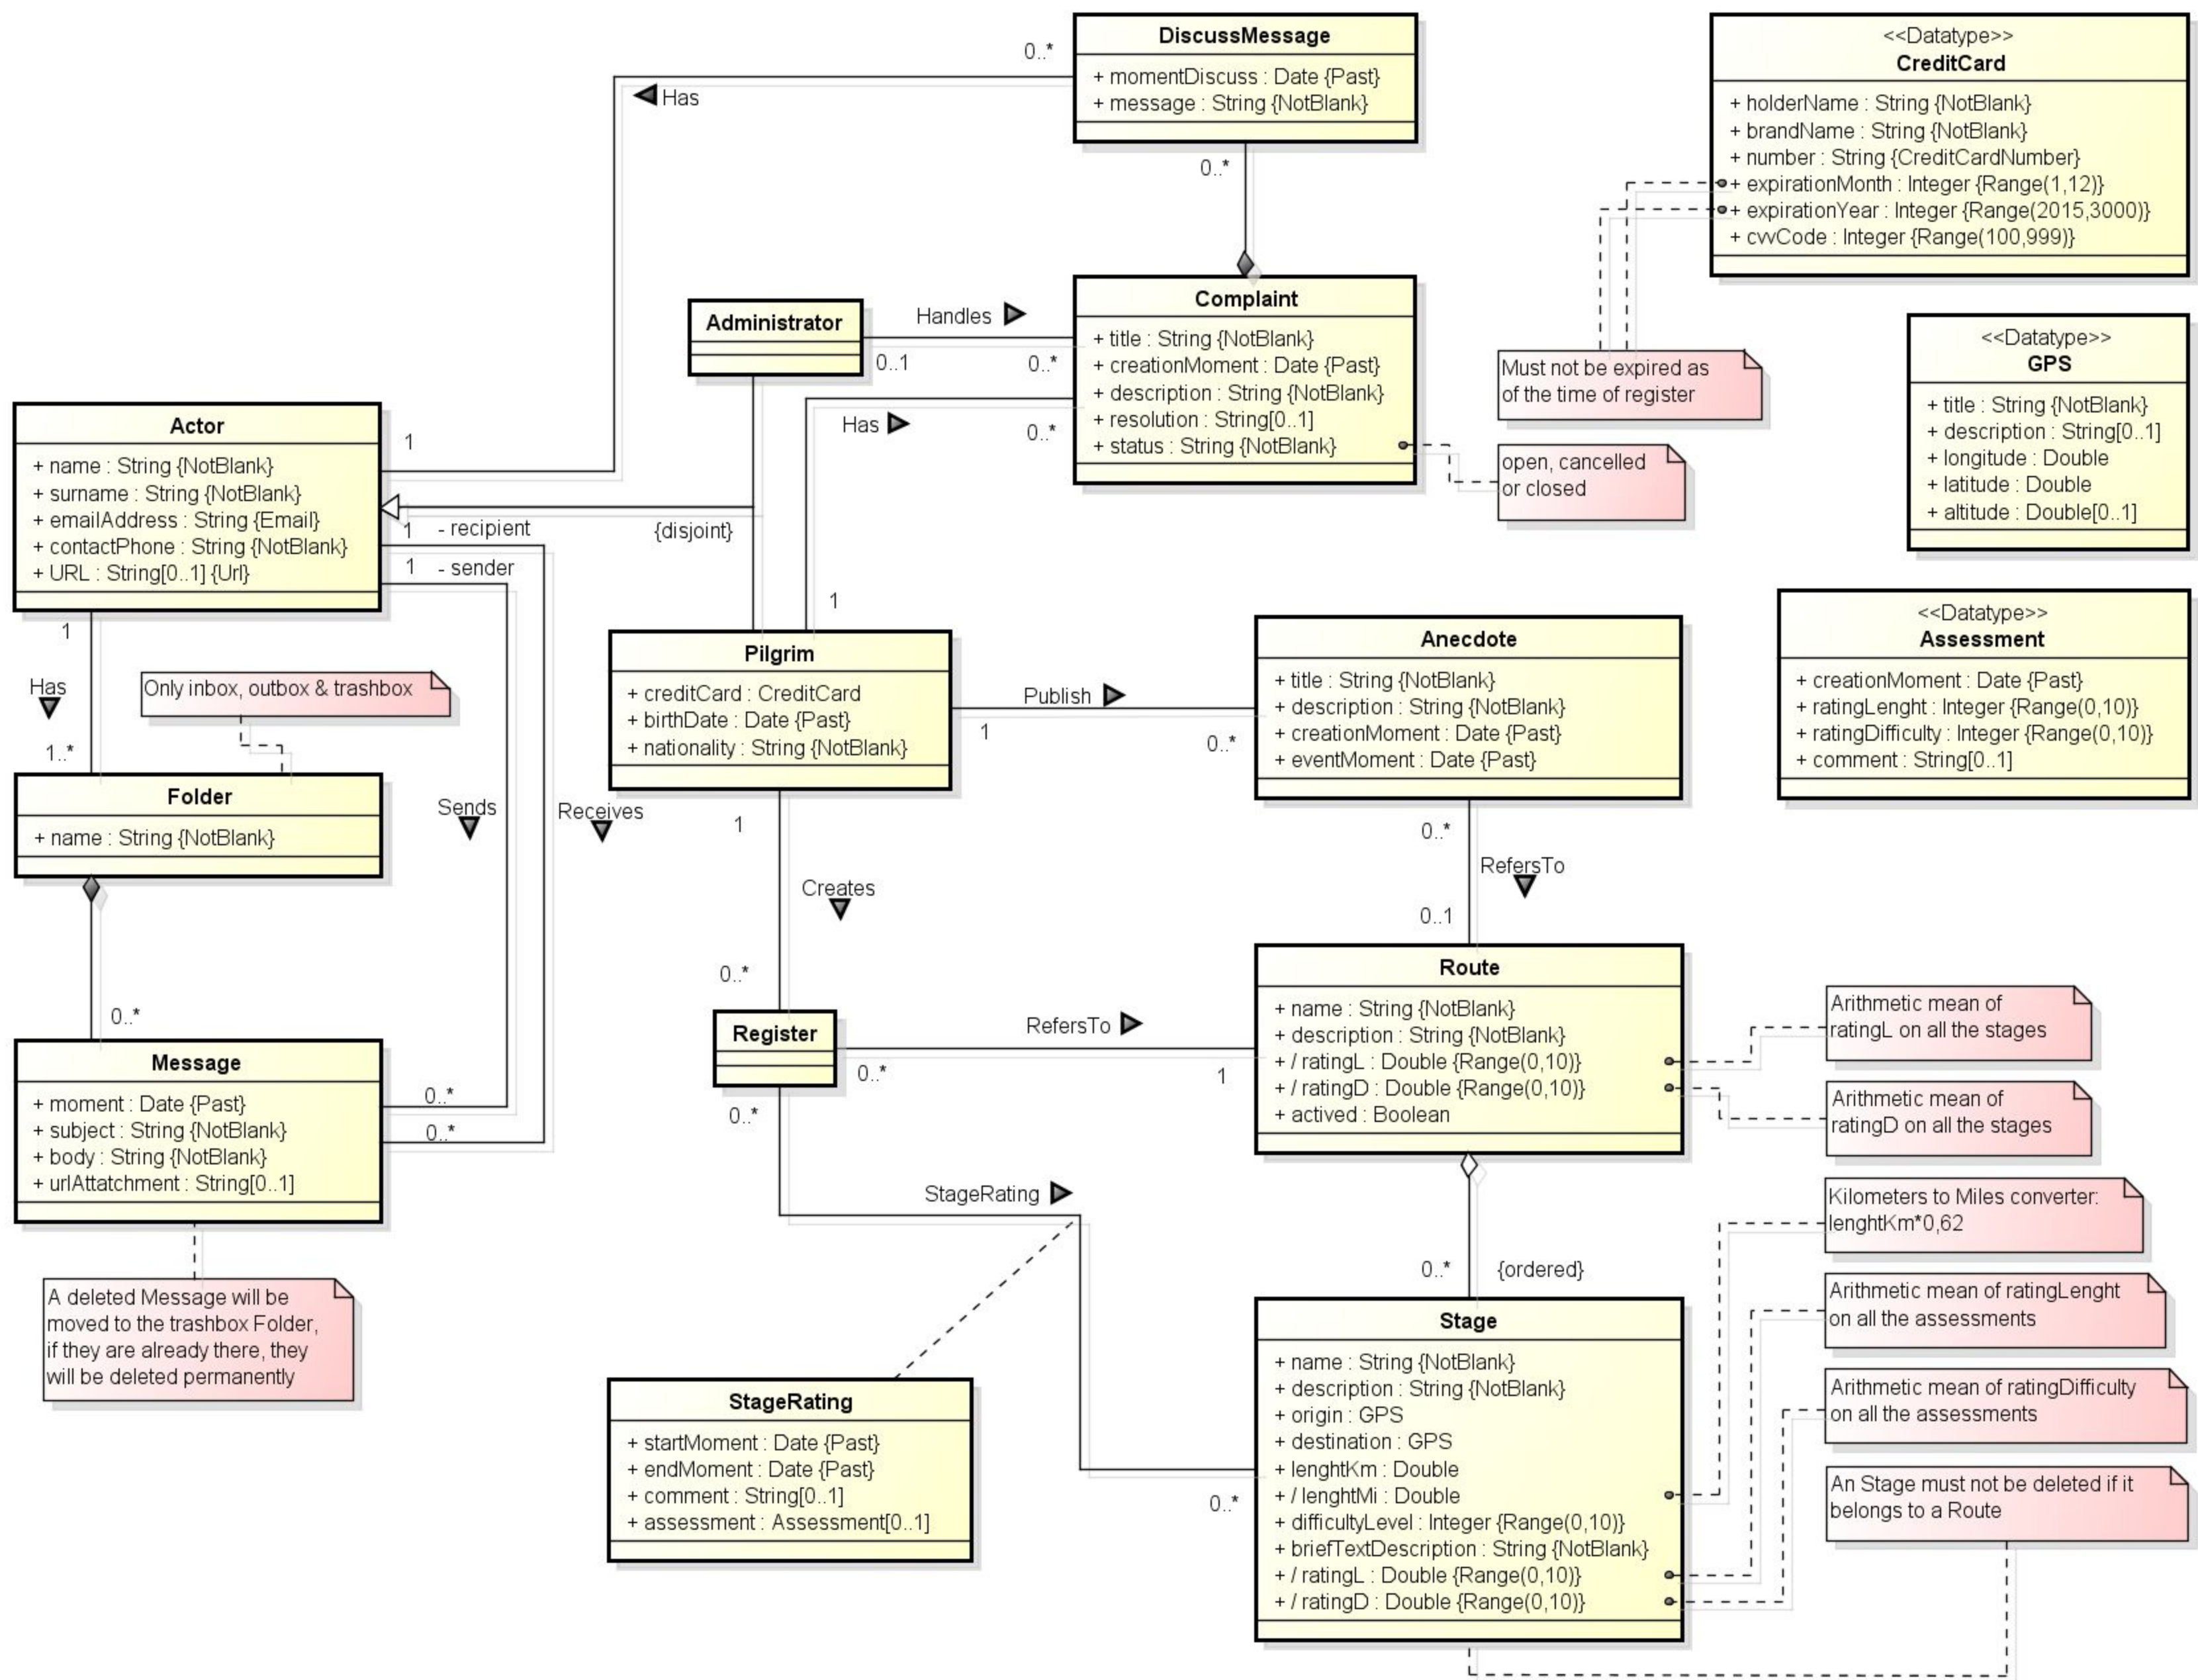 DiscussMessage
+ momentDiscuss : Date {Past}
+ message : String {NotBlank}
0..*
Has
0..*
<<Datatype>>
CreditCard
+ holderName : String {NotBlank}
+ brandName : String {NotBlank}
+ number : String {CreditCardNumber}
+ expirationMonth : Integer {Range(1,12)}
+ expirationYear : Integer {Range(2015,3000)}
+ cvvCode : Integer {Range(100,999)}
Administrator
Handles
0..1
0..*
Complaint
+ title : String {NotBlank}
+ creationMoment : Date {Past}
+ description : String {NotBlank}
+ resolution : String[0..1]
+ status : String {NotBlank}
Has
0..*
1
Must not be expired as
of the time of register
open, cancelled
or closed
<<Datatype>>
GPS
+ title : String {NotBlank}
+ description : String[0..1]
+ longitude : Double
+ latitude : Double
+ altitude : Double[0..1]
Actor
+ name : String {NotBlank}
+ surname : String {NotBlank}
+ emailAddress : String {Email}
+ contactPhone : String {NotBlank}
+ URL : String[0..1] {Url}
1
1
- recipient
{disjoint}
1
- sender
1
Has
1..*
Only inbox, outbox & trashbox
Folder
+ name : String {NotBlank}
Sends
Receives
0..*
Message
+ moment : Date {Past}
+ subject : String {NotBlank}
+ body : String {NotBlank}
+ urlAttatchment : String[0..1]
0..*
0..*
A deleted Message will be
moved to the trashbox Folder,
if they are already there, they
will be deleted permanently
Pilgrim
+ creditCard : CreditCard
+ birthDate : Date {Past}
+ nationality : String {NotBlank}
Publish
1
0..*
Anecdote
+ title : String {NotBlank}
+ description : String {NotBlank}
+ creationMoment : Date {Past}
+ eventMoment : Date {Past}
<<Datatype>>
Assessment
+ creationMoment : Date {Past}
+ ratingLenght : Integer {Range(0,10)}
+ ratingDifficulty : Integer {Range(0,10)}
+ comment : String[0..1]
1
Creates
0..*
0..*
RefersTo
0..1
Register
RefersTo
0..*
1
0..*
Route
+ name : String {NotBlank}
+ description : String {NotBlank}
+ / ratingL : Double {Range(0,10)}
+ / ratingD : Double {Range(0,10)}
+ actived : Boolean
Arithmetic mean of
ratingL on all the stages
Arithmetic mean of
ratingD on all the stages
StageRating
0..*
{ordered}
Kilometers to Miles converter:
lenghtKm*0,62
Arithmetic mean of ratingLenght
on all the assessments
Arithmetic mean of ratingDifficulty
on all the assessments
An Stage must not be deleted if it
belongs to a Route
StageRating
+ startMoment : Date {Past}
+ endMoment : Date {Past}
+ comment : String[0..1]
+ assessment : Assessment[0..1]
0..*
Stage
+ name : String {NotBlank}
+ description : String {NotBlank}
+ origin : GPS
+ destination : GPS
+ lenghtKm : Double
+ / lenghtMi : Double
+ difficultyLevel : Integer {Range(0,10)}
+ briefTextDescription : String {NotBlank}
+ / ratingL : Double {Range(0,10)}
+ / ratingD : Double {Range(0,10)}